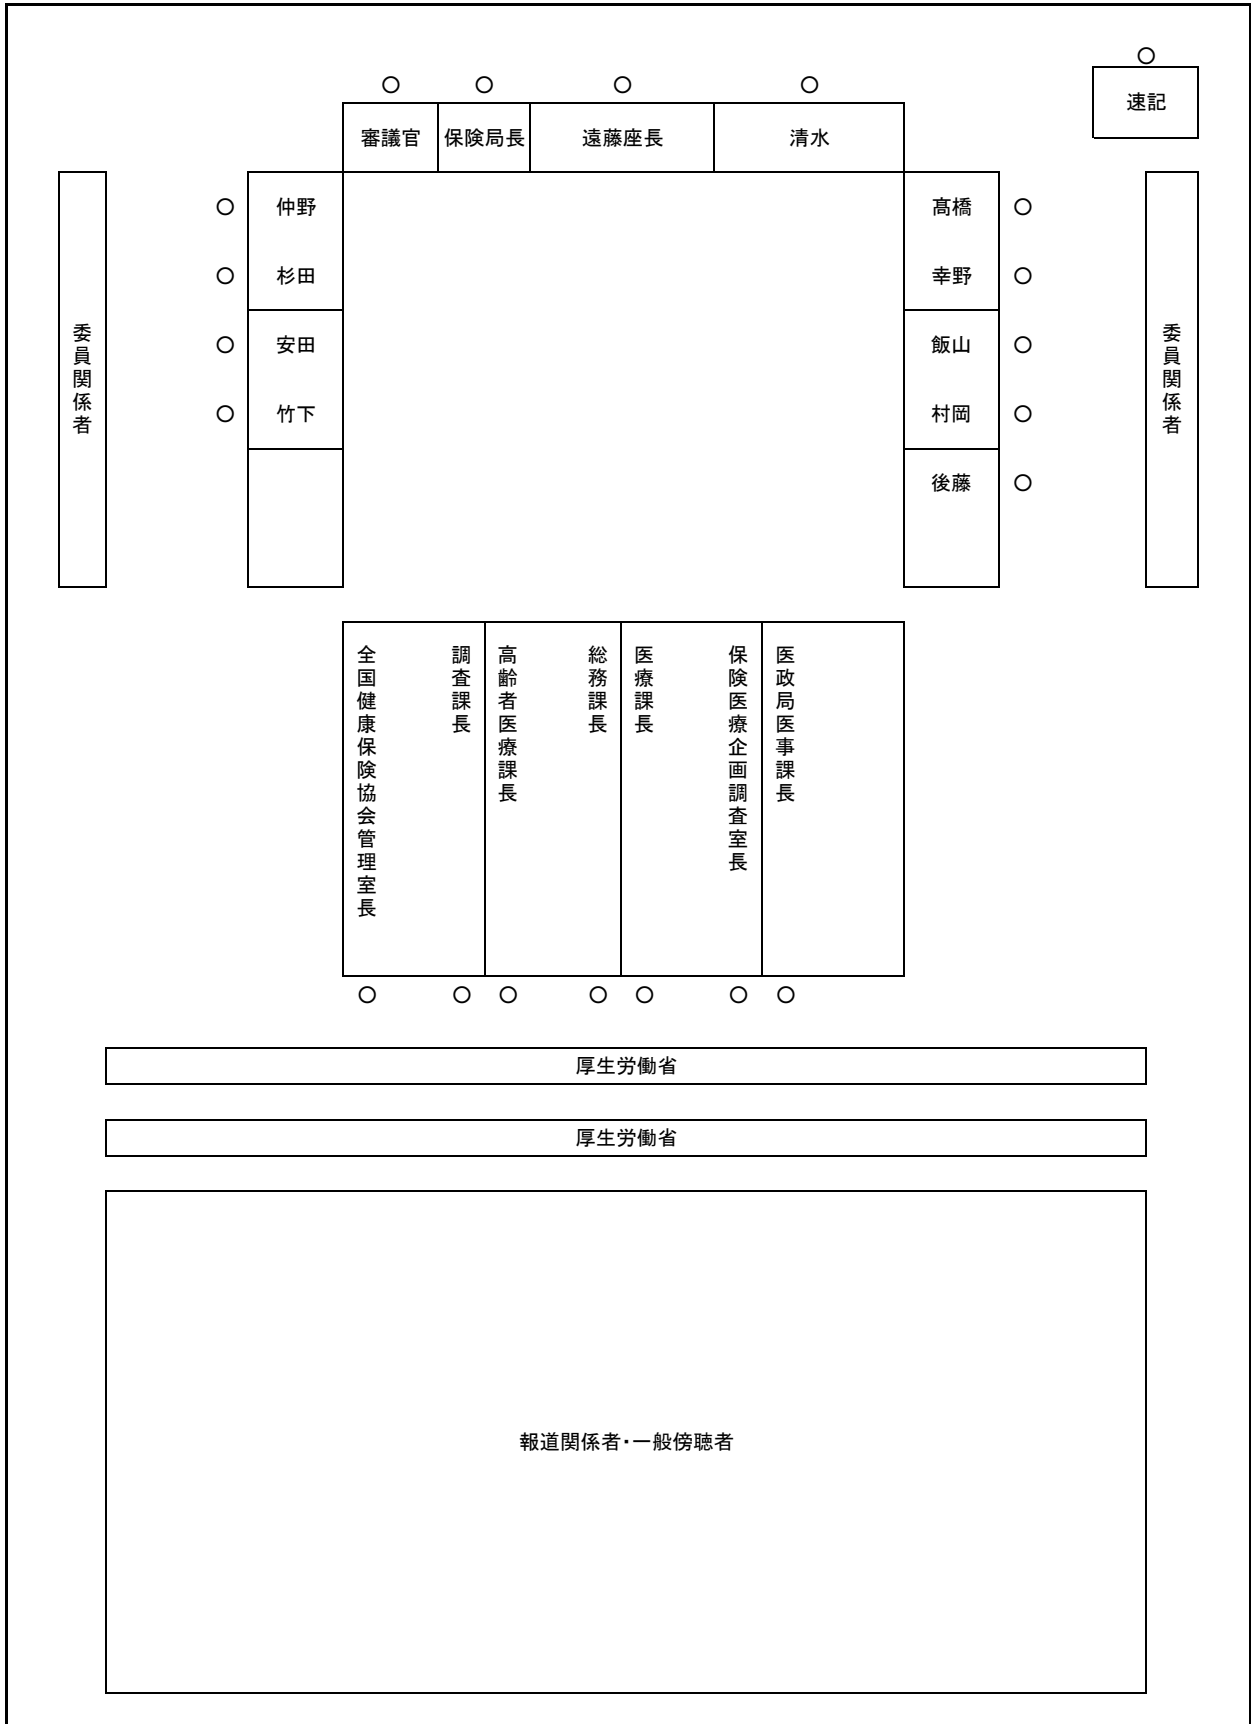 速記
審議官
保険局長
遠藤座長
清水
仲野
杉田
安田
竹下
髙橋
幸野
飯山
村岡
後藤
委員関係者
委員関係者
全国健康保険協会管理室長
調査課長
高齢者医療課長
総務課長
医療課長
保険医療企画調査室長
医政局医事課長
厚生労働省
厚生労働省
報道関係者・一般傍聴者